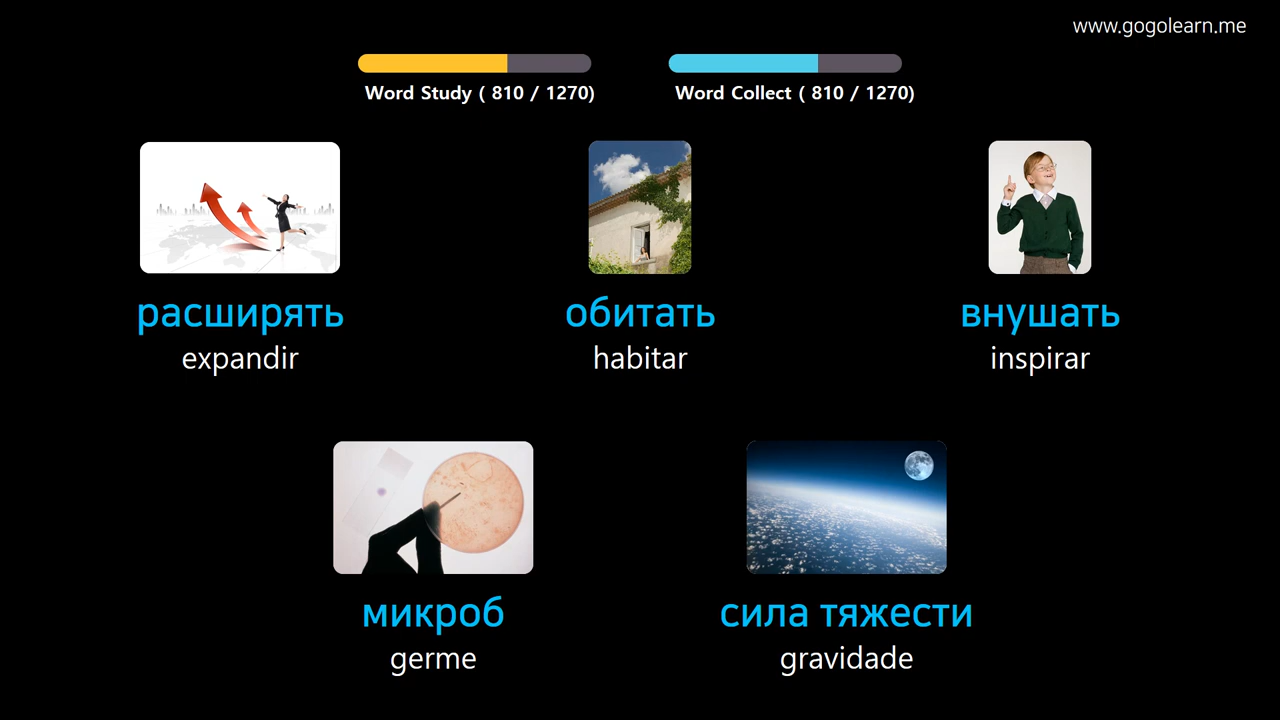 www.gogolearn.me
Word Study ( 810 / 1270)
Word Collect ( 810 / 1270)
расширять
expandir
обитать
habitar
внушать
inspirar
микроб
germe
сила тяжести
gravidade